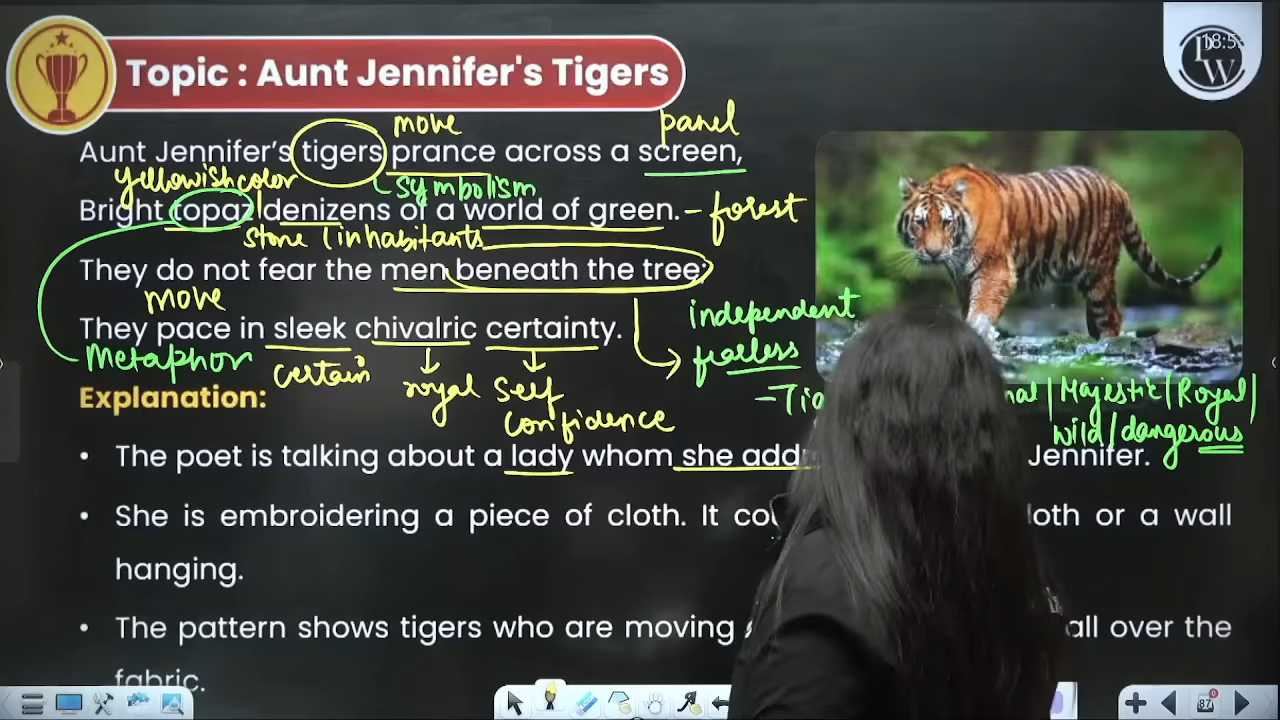 18:5
W
Topic : Aunt Jennifer's Tigers
move
panel
Aunt Jennifer's tigers prance across a screen,
yellowish color
symbolism
Bright topaz denizens of a world of green. - forest
stone inhabitants
They do not fear the men beneath the tree;
move
independent
They pace in sleek chivalric certainty.
fearless
Metaphor
certain
royal
self
confidence
Majestic | Royal |
wild / dangerous
Explanation:
• The poet is talking about a lady whom she Jennifer.
• She is embroidering a piece of cloth. It or a wall
hanging.
• The pattern shows tigers who are moving all over the
fabric.
87